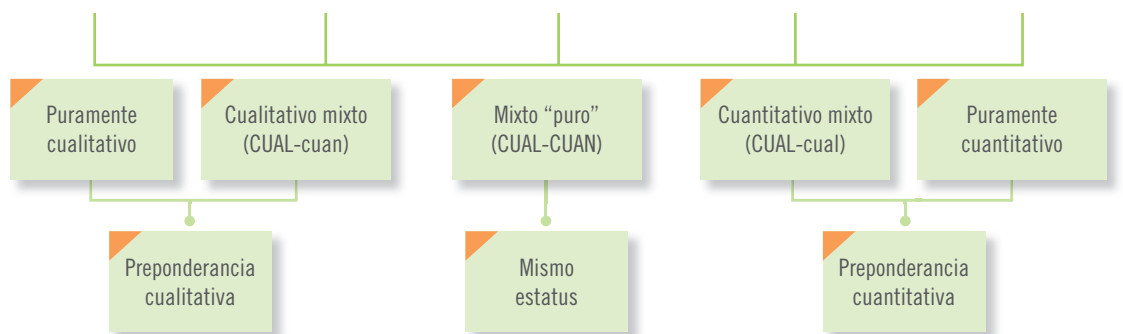 Puramente
cualitativo
Cualitativo mixto
(CUAL-cuan)
Mixto “puro”
(CUAL-CUAN)
Cuantitativo mixto
(CUAL-cual)
Puramente
cuantitativo
Preponderancia
cualitativa
Mismo
estatus
Preponderancia
cuantitativa